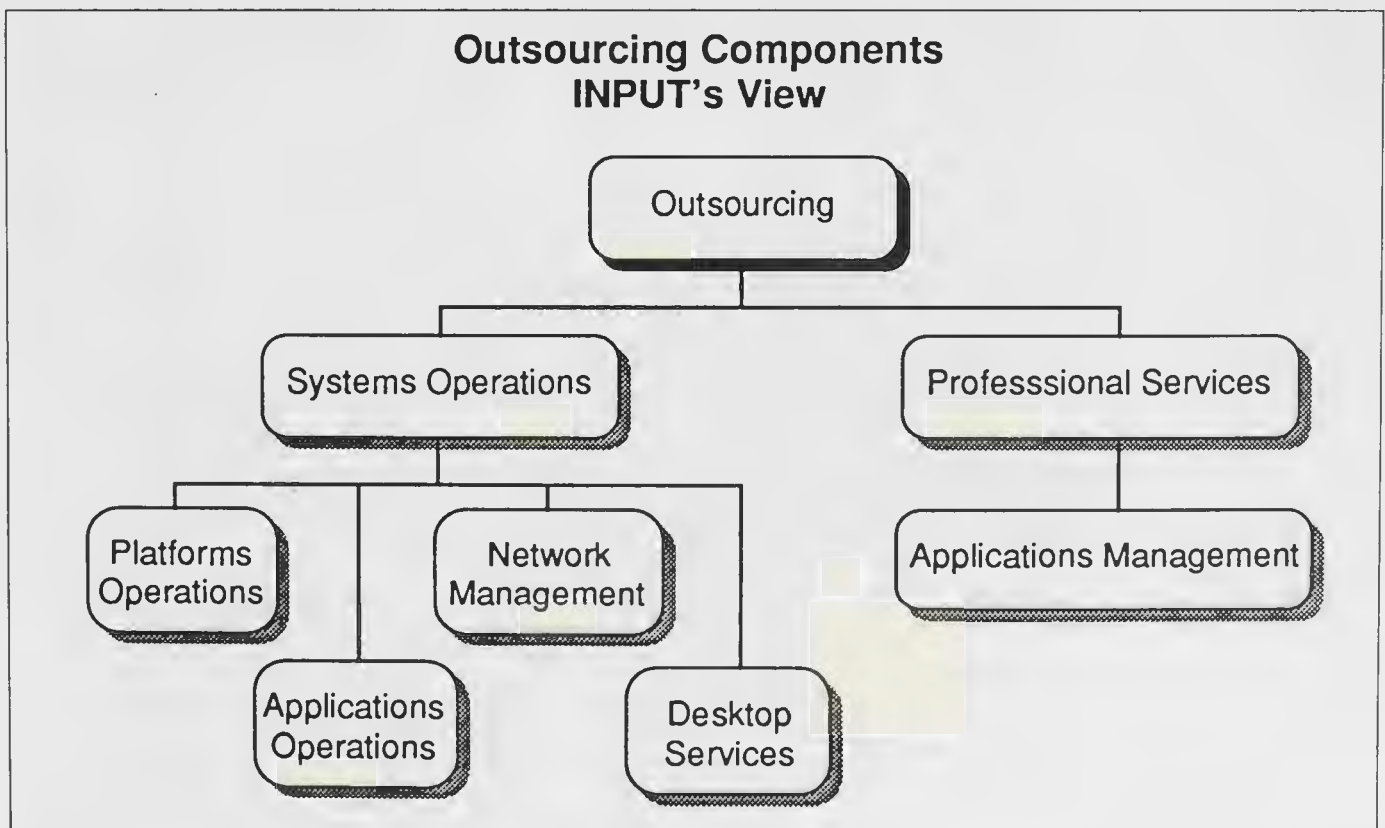 Outsourcing Components
INPUT's View
Outsourcing
Systems Operations
Professsional Services
Platforms
Operations
Network
Management
Applications Management
Applications
Operations
Desktop
Services